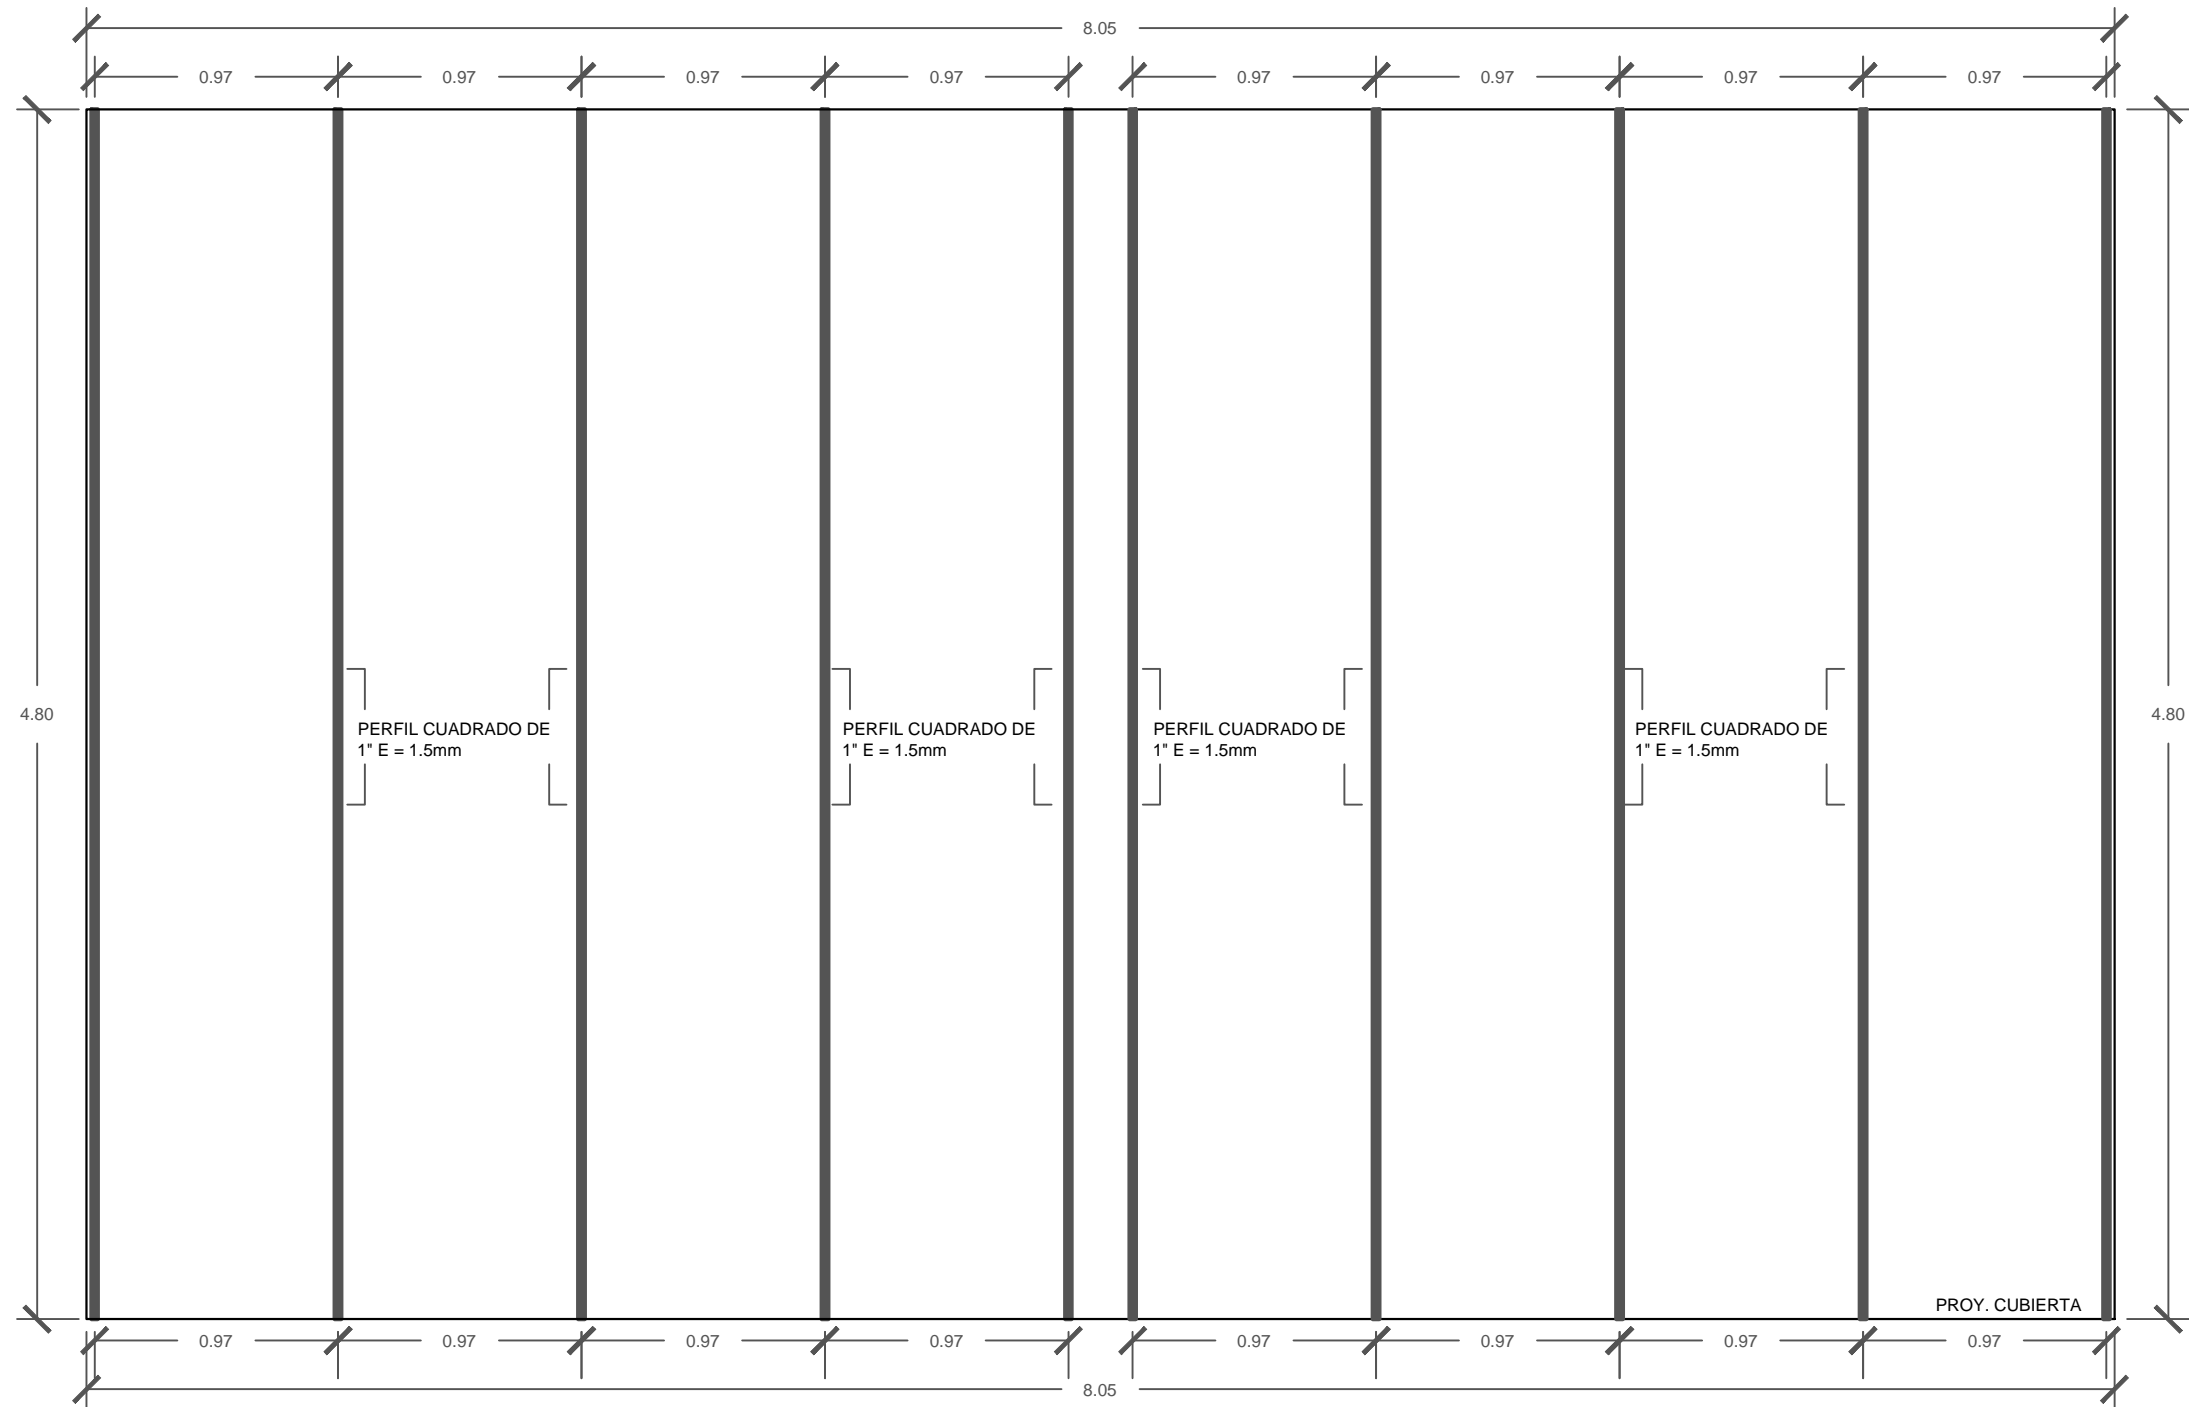 8.05
0.97 0.97 0.97 0.97 0.97 0.97 0.97 0.97
4.80 4.80
PERFIL CUADRADO DE
1" E = 1.5mm
PERFIL CUADRADO DE
1" E = 1.5mm
PERFIL CUADRADO DE
1" E = 1.5mm
PERFIL CUADRADO DE
1" E = 1.5mm
PROY. CUBIERTA
0.97 0.97 0.97 0.97 0.97 0.97 0.97 0.97
8.05